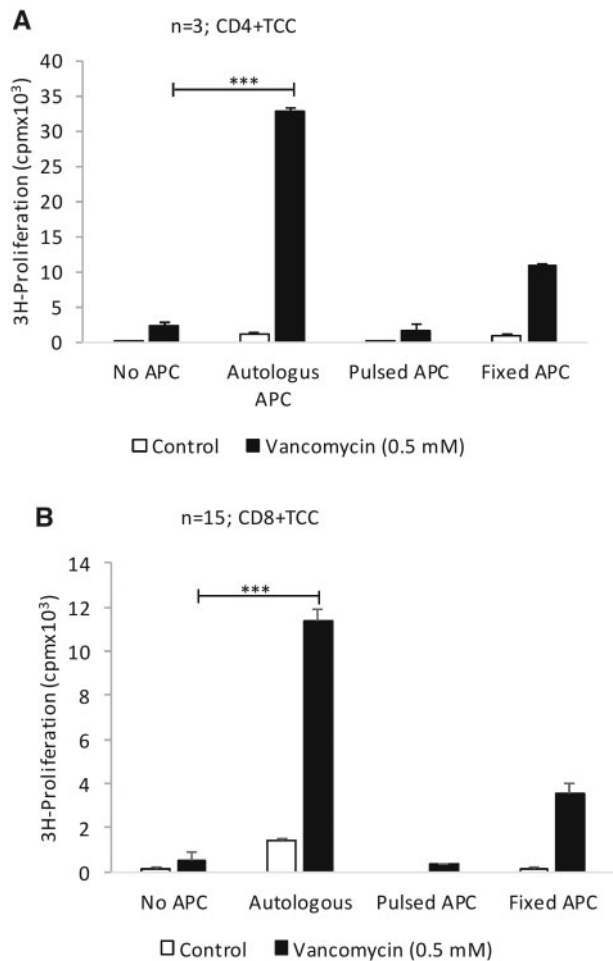 A
n=3; CD4+TCC
3H-Proliferation (cpmx10³)
40
35
30
25
20
15
10
5
0
***
No APC Autologus APC Pulsed APC Fixed APC
Control Vancomycin (0.5 mM)
B
n=15; CD8+TCC
3H-Proliferation (cpmx10³)
14
12
10
8
6
4
2
0
***
No APC Autologous Pulsed APC Fixed APC
Control Vancomycin (0.5 mM)